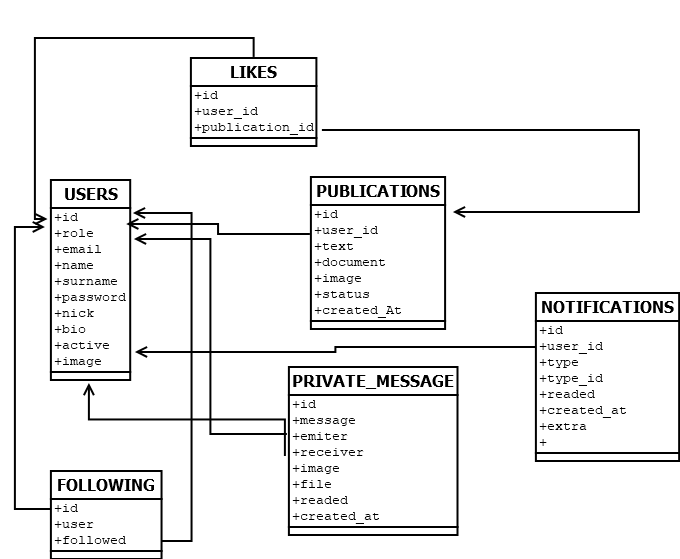 LIKES
+id
+user_id
+publication_id
USERS
+id
+role
+email
+name
+surname
+password
+nick
+bio
+active
+image
PUBLICATIONS
+id
+user_id
+text
+document
+image
+status
+created_At
NOTIFICATIONS
+id
+user_id
+type
+type_id
+readed
+created_at
+extra
+
PRIVATE_MESSAGE
+id
+message
+emiter
+receiver
+image
+file
+readed
+created_at
FOLLOWING
+id
+user
+followed